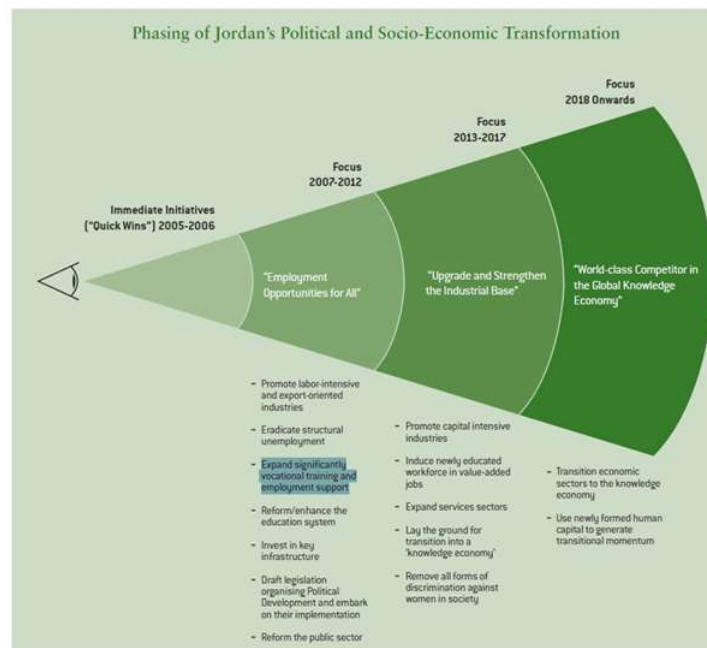 Phasing of Jordan's Political and Socio-Economic Transformation
Focus
2018 Onwards
Focus
2013-2017
Focus
2007-2012
Immediate Initiatives
("Quick Wins") 2005-2006
"Employment
Opportunities for All"
"Upgrade and Strengthen
the Industrial Base"
"World-class Competitor in
the Global Knowledge
Economy"
- Promote labor-intensive
and export-oriented
industries
- Eradicate structural
unemployment
- Expand significantly
vocational training and
employment support
- Reform/enhance the
education system
- Invest in key
infrastructure
- Draft legislation
organising Political
Development and embark
on their implementation
- Reform the public sector
- Promote capital intensive
industries
- Induce newly educated
workforce in value-added
jobs
- Expand services sectors
- Lay the ground for
transition into a
'knowledge economy'
- Remove all forms of
discrimination against
women in society
- Transition economic
sectors to the knowledge
economy
- Use newly formed human
capital to generate
transitional momentum